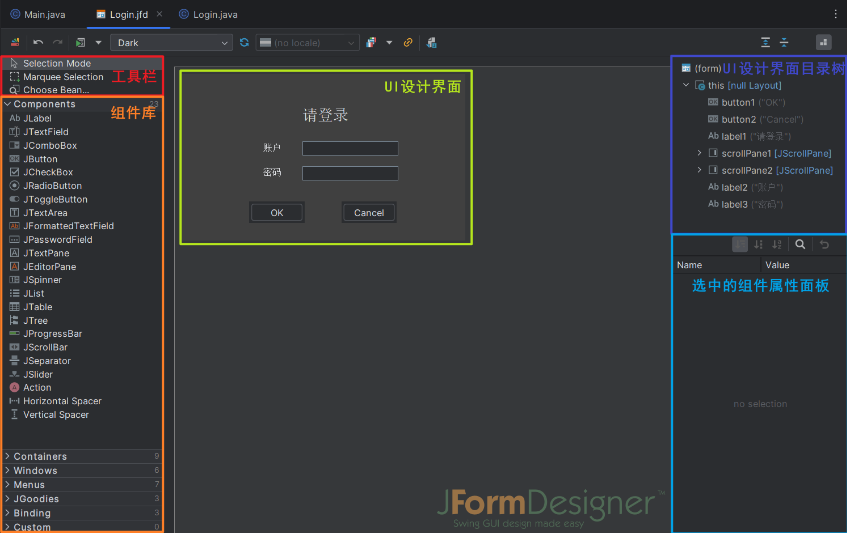 Main.java
Login.jfd
Login.java
Dark
(no locale)
Selection Mode
Marquee Selection
Choose Bean...
工具栏
Components 23
组件库
JLabel
JTextField
JComboBox
JButton
JCheckBox
JRadioButton
JToggleButton
JTextArea
JFormattedTextField
JPasswordField
JTextPane
JEditorPane
JSpinner
JList
JTable
JTree
JProgressBar
JScrollBar
JSeparator
JSlider
Action
Horizontal Spacer
Vertical Spacer
Containers 9
Windows 6
Menus 7
JGoodies 3
Binding 3
Custom 0
UI设计界面
请登录
账户
密码
OK
Cancel
JFormDesigner™
Swing GUI design made easy
(form)
UI设计界面目录树
this [null Layout]
button1 ("OK")
button2 ("Cancel")
label1 ("请登录")
scrollPane1 [JScrollPane]
scrollPane2 [JScrollPane]
label2 ("账户")
label3 ("密码")
Name Value
选中的组件属性面板
no selection